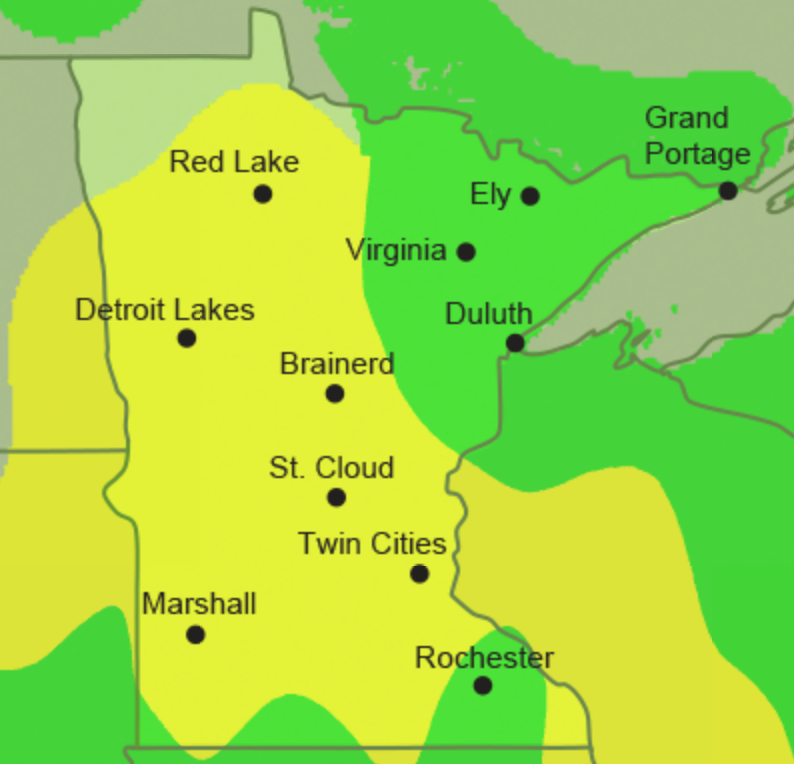 Grand
Portage
Red Lake
Ely
Virginia
Detroit Lakes
Duluth
Brainerd
St. Cloud
Twin Cities
Marshall
Rochester